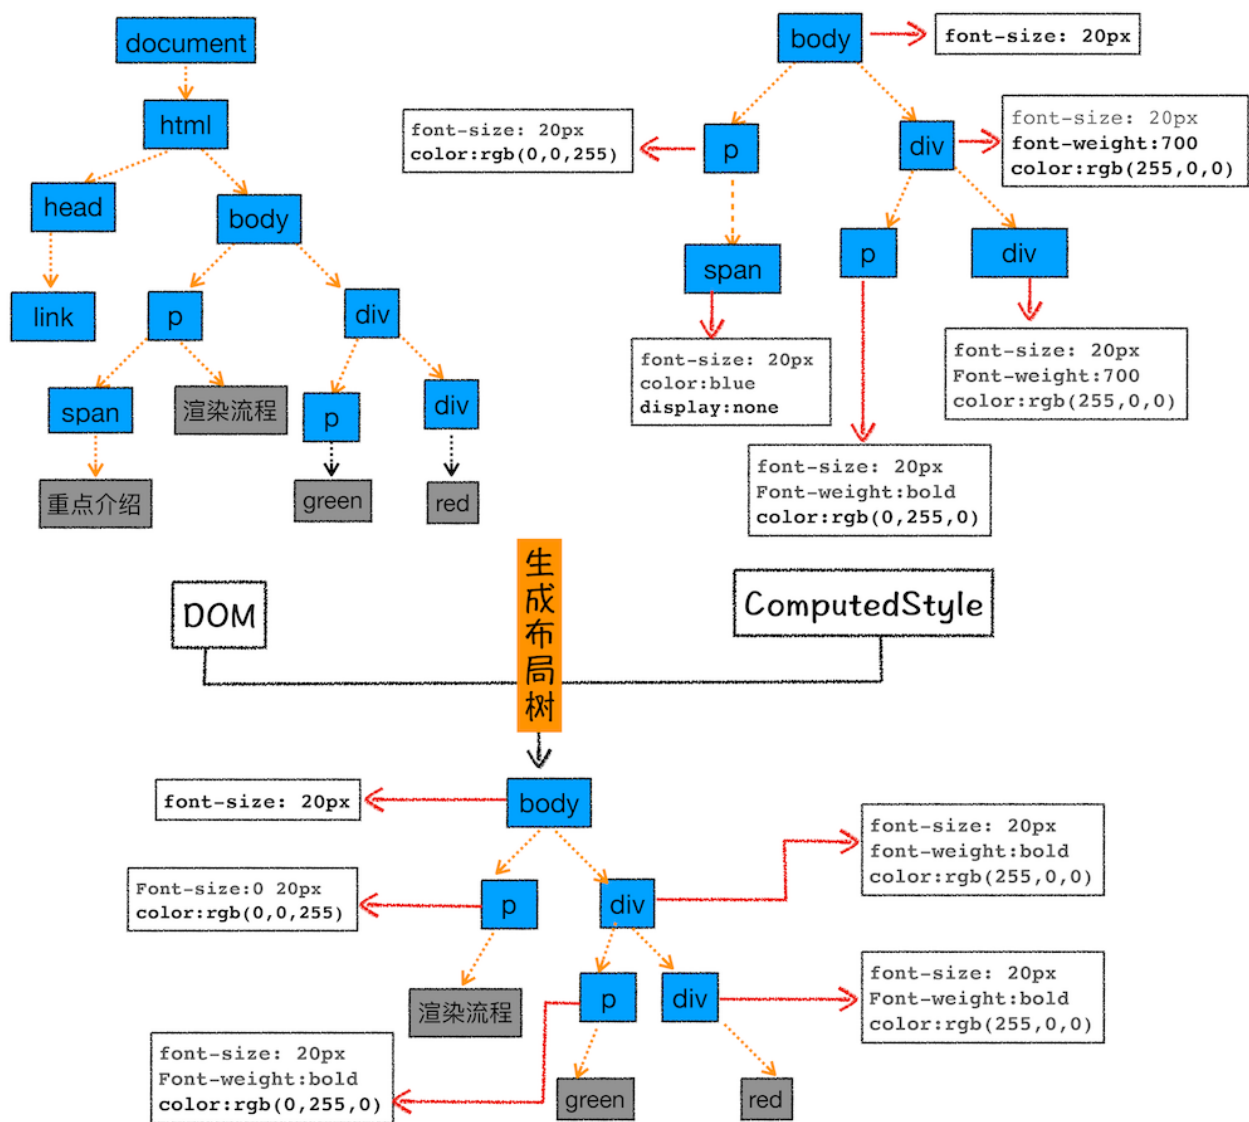 document
html
head
body
link
p
div
span
渲染流程
p
div
重点介绍
green
red
body
font-size: 20px
font-size: 20px
color:rgb(0,0,255)
p
div
font-size: 20px
font-weight:700
color:rgb(255,0,0)
span
p
div
font-size: 20px
color:blue
display:none
font-size: 20px
Font-weight:700
color:rgb(255,0,0)
font-size: 20px
Font-weight:bold
color:rgb(0,255,0)
DOM
生成布局树
ComputedStyle
font-size: 20px
body
font-size: 20px
font-weight:bold
color:rgb(255,0,0)
Font-size:0 20px
color:rgb(0,0,255)
p
div
渲染流程
p
div
font-size: 20px
Font-weight:bold
color:rgb(255,0,0)
font-size: 20px
Font-weight:bold
color:rgb(0,255,0)
green
red